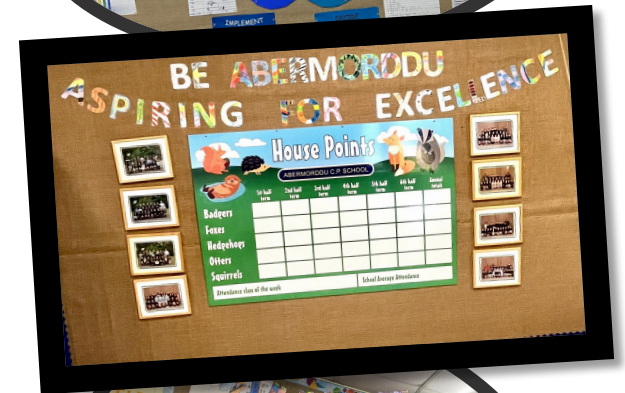 IMPLEMENT
BE ABERMORDDU
ASPIRING FOR EXCELLENCE
House Points
ABERMORDDU C.P SCHOOL
1st half term
2nd half term
3rd half term
4th half term
5th half term
6th half term
Annual totals
Badgers
Foxes
Hedgehogs
Otters
Squirrels
Attendance class of the week
School Average Attendance